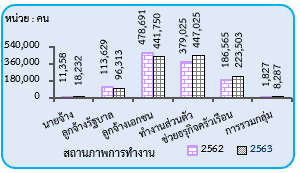 หน่วย : คน
540,000
360,000
180,000
0
11,358
18,232
113,629
96,313
478,691
441,750
379,025
447,025
186,565
223,503
1,827
8,287
นายจ้าง
ลูกจ้างรัฐบาล
ลูกจ้างเอกชน
ทำงานส่วนตัว
ช่วยธุรกิจครัวเรือน
การรวมกลุ่ม
สถานภาพการทำงาน
2562
2563